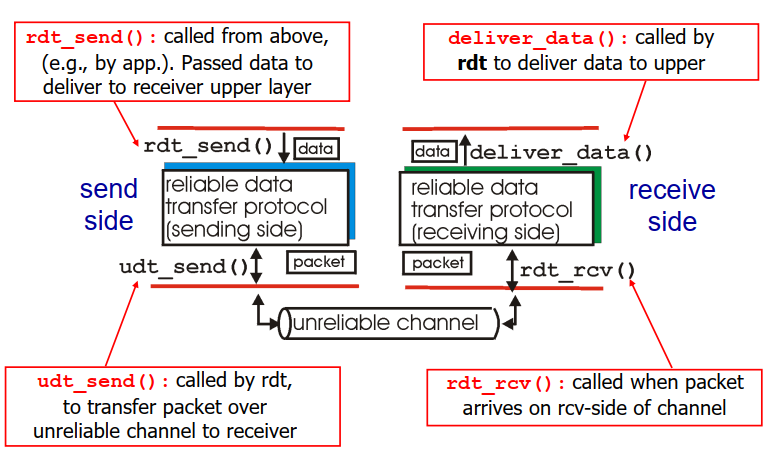 rdt_send(): called from above,
(e.g., by app.). Passed data to
deliver to receiver upper layer
deliver_data(): called by
rdt to deliver data to upper
rdt_send()
data
data
deliver_data()
send
side
reliable data
transfer protocol
(sending side)
reliable data
transfer protocol
(receiving side)
receive
side
udt_send()
packet
packet
rdt_rcv()
unreliable channel
udt_send(): called by rdt,
to transfer packet over
unreliable channel to receiver
rdt_rcv(): called when packet
arrives on rcv-side of channel